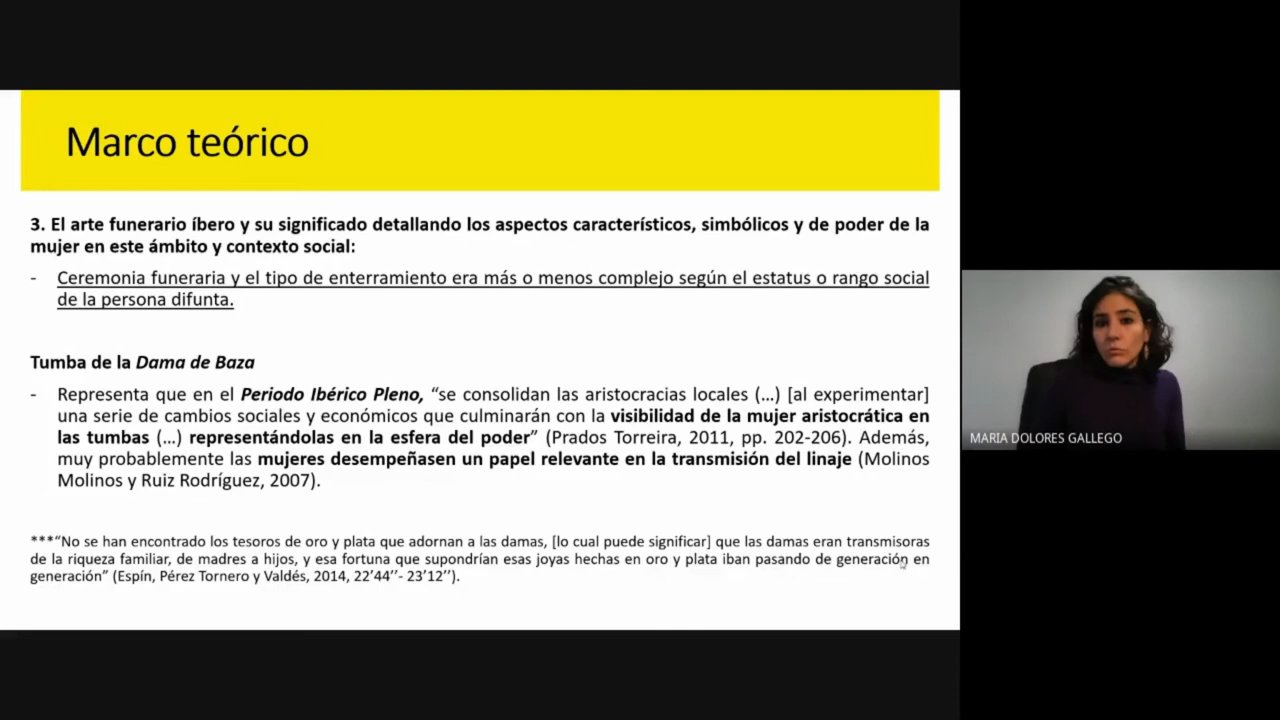 Marco teórico
3. El arte funerario íbero y su significado detallando los aspectos característicos, simbólicos y de poder de la
mujer en este ámbito y contexto social:
- Ceremonia funeraria y el tipo de enterramiento era más o menos complejo según el estatus o rango social
de la persona difunta.
Tumba de la Dama de Baza
- Representa que en el Periodo Ibérico Pleno, “se consolidan las aristocracias locales (…) [al experimentar]
una serie de cambios sociales y económicos que culminarán con la visibilidad de la mujer aristocrática en
las tumbas (…) representándolas en la esfera del poder” (Prados Torreira, 2011, pp. 202-206). Además,
muy probablemente las mujeres desempeñasen un papel relevante en la transmisión del linaje (Molinos
Molinos y Ruiz Rodríguez, 2007).
***“No se han encontrado los tesoros de oro y plata que adornan a las damas, [lo cual puede significar] que las damas eran transmisoras
de la riqueza familiar, de madres a hijos, y esa fortuna que supondrían esas joyas hechas en oro y plata iban pasando de generación en
generación” (Espín, Pérez Tornero y Valdés, 2014, 22’44’’- 23’12’’).
MARIA DOLORES GALLEGO